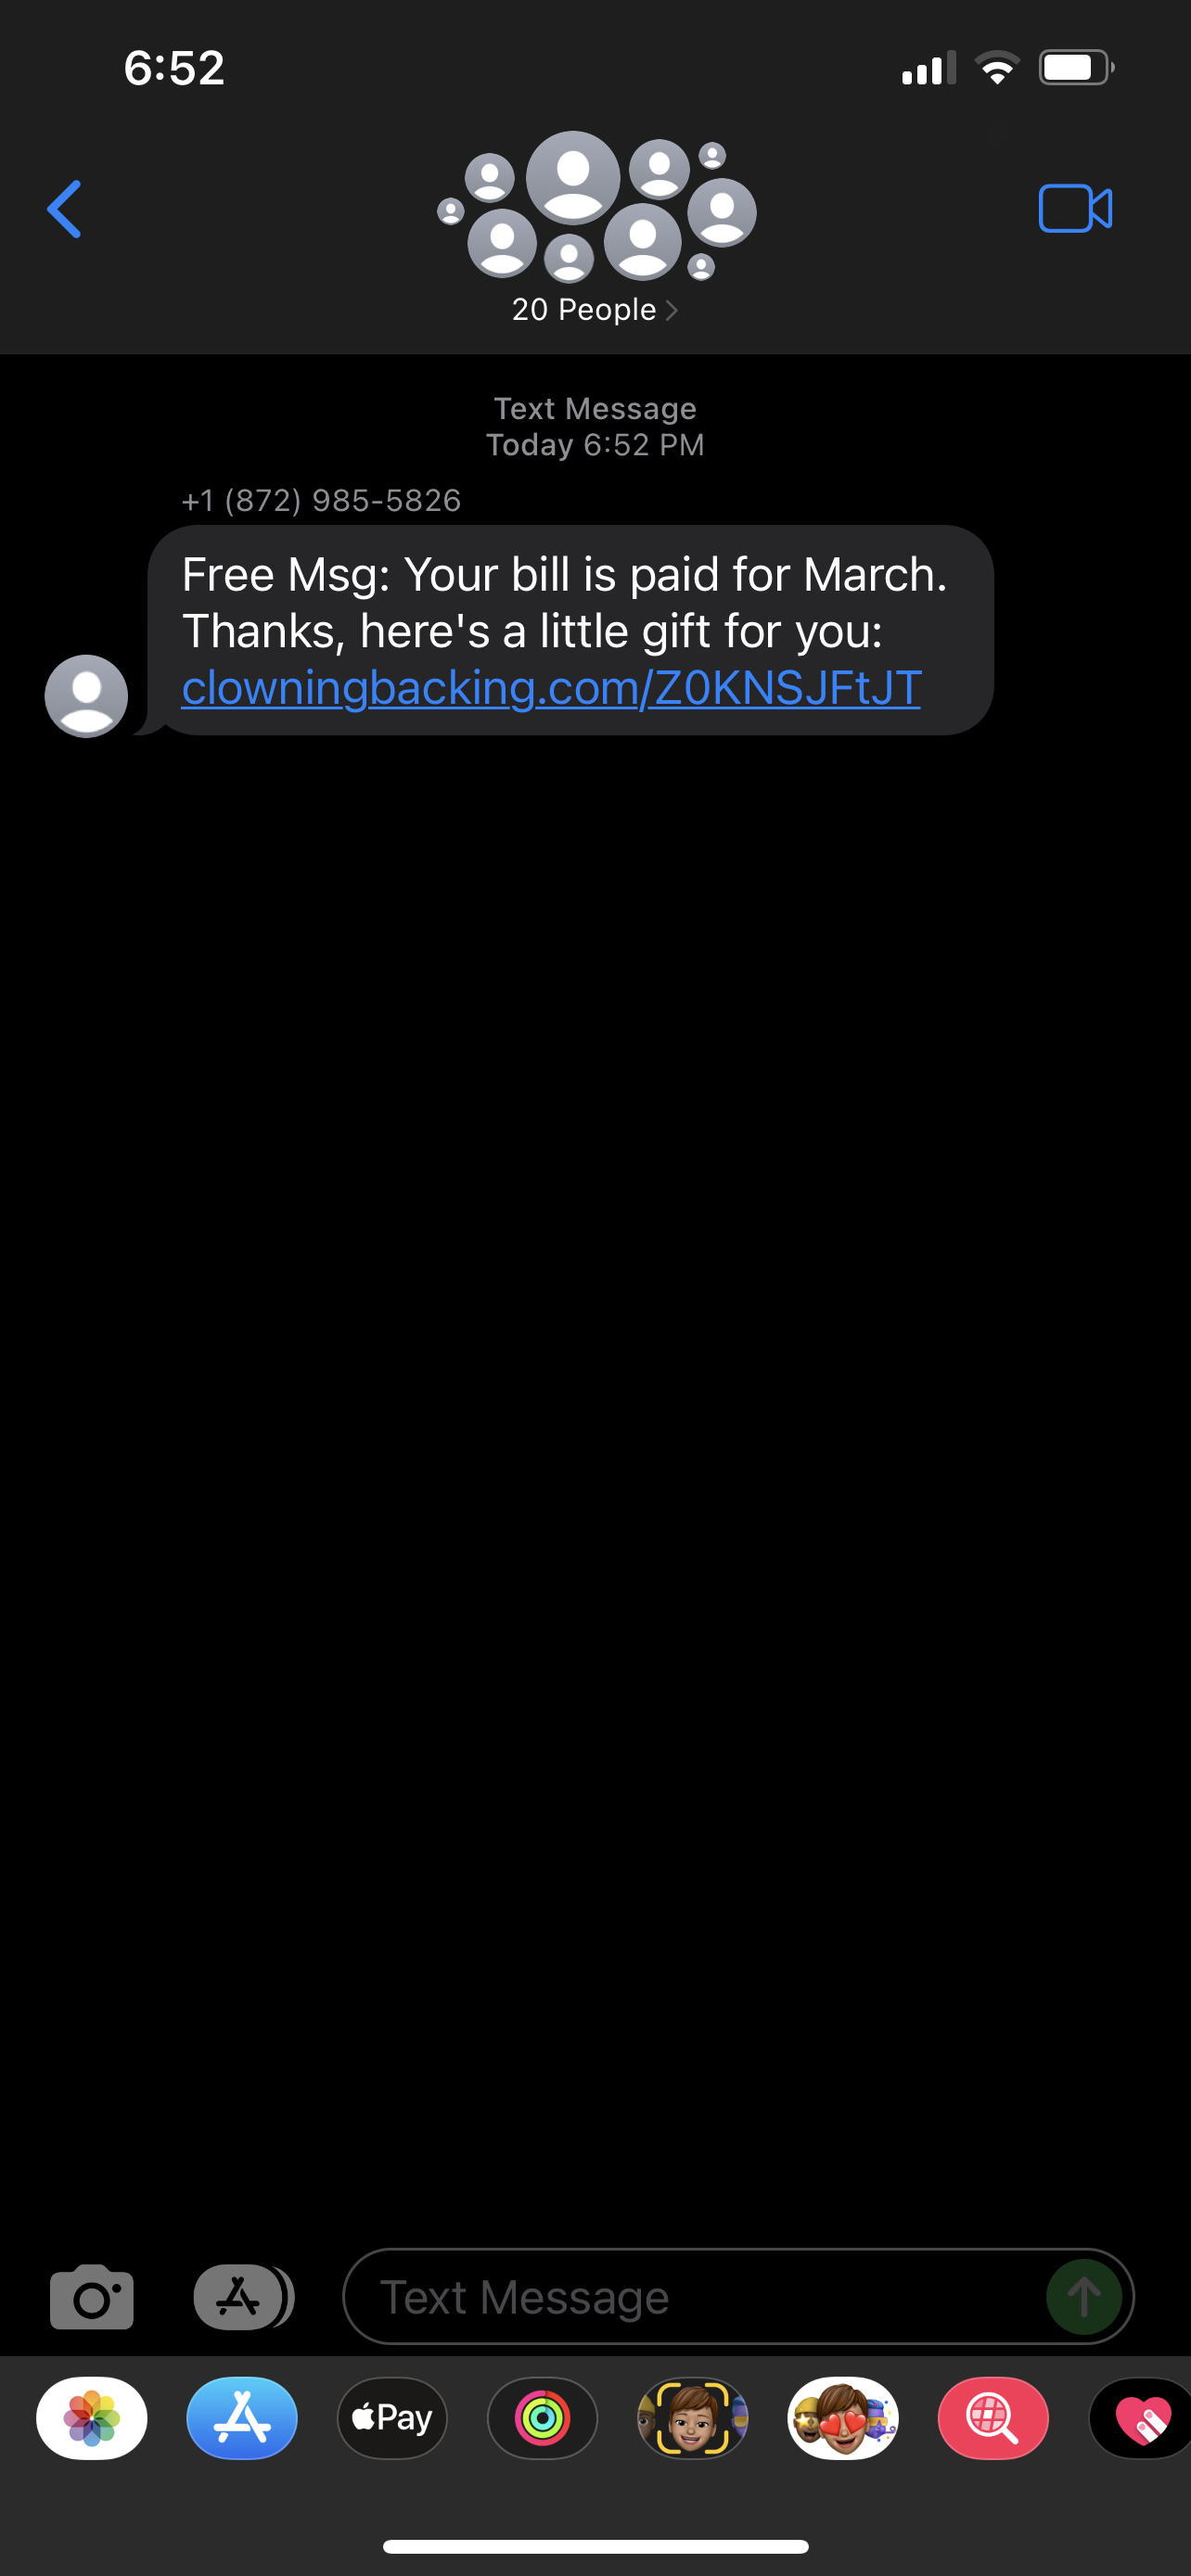 6:52
20 People
Text Message
Today 6:52 PM
+1 (872) 985-5826
Free Msg: Your bill is paid for March.
Thanks, here's a little gift for you:
clowningbacking.com/Z0KNSJFtJT
Text Message
Pay